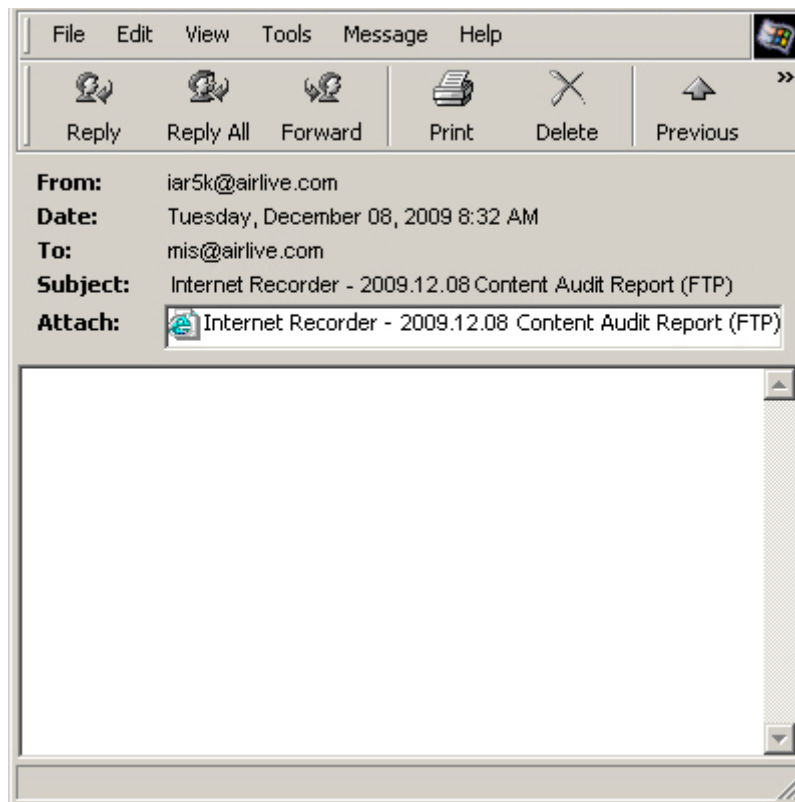 File Edit View Tools Message Help
»
Reply Reply All Forward Print Delete Previous
From: iar5k@airlive.com
Date: Tuesday, December 08, 2009 8:32 AM
To: mis@airlive.com
Subject: Internet Recorder - 2009.12.08 Content Audit Report (FTP)
Attach: Internet Recorder - 2009.12.08 Content Audit Report (FTP)